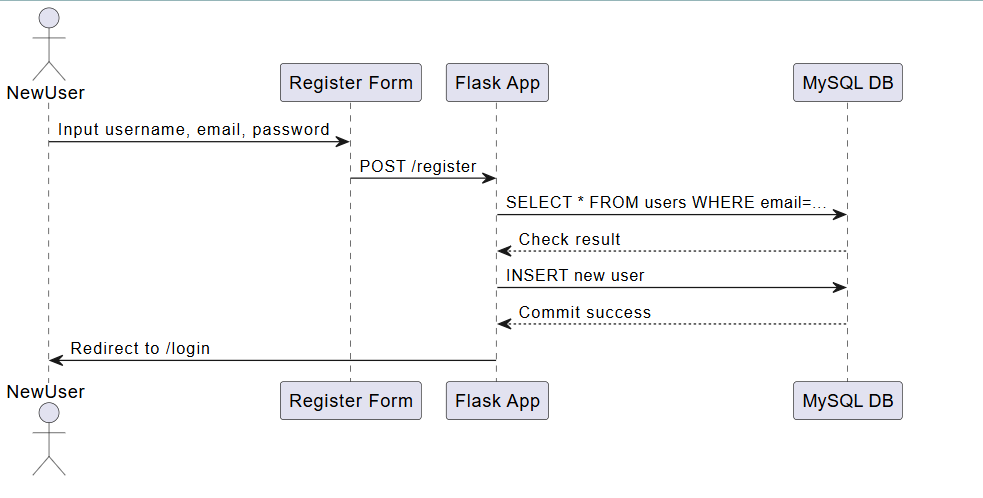 NewUser
Register Form
Flask App
MySQL DB
Input username, email, password
POST /register
SELECT * FROM users WHERE email=...
Check result
INSERT new user
Commit success
Redirect to /login
NewUser
Register Form
Flask App
MySQL DB